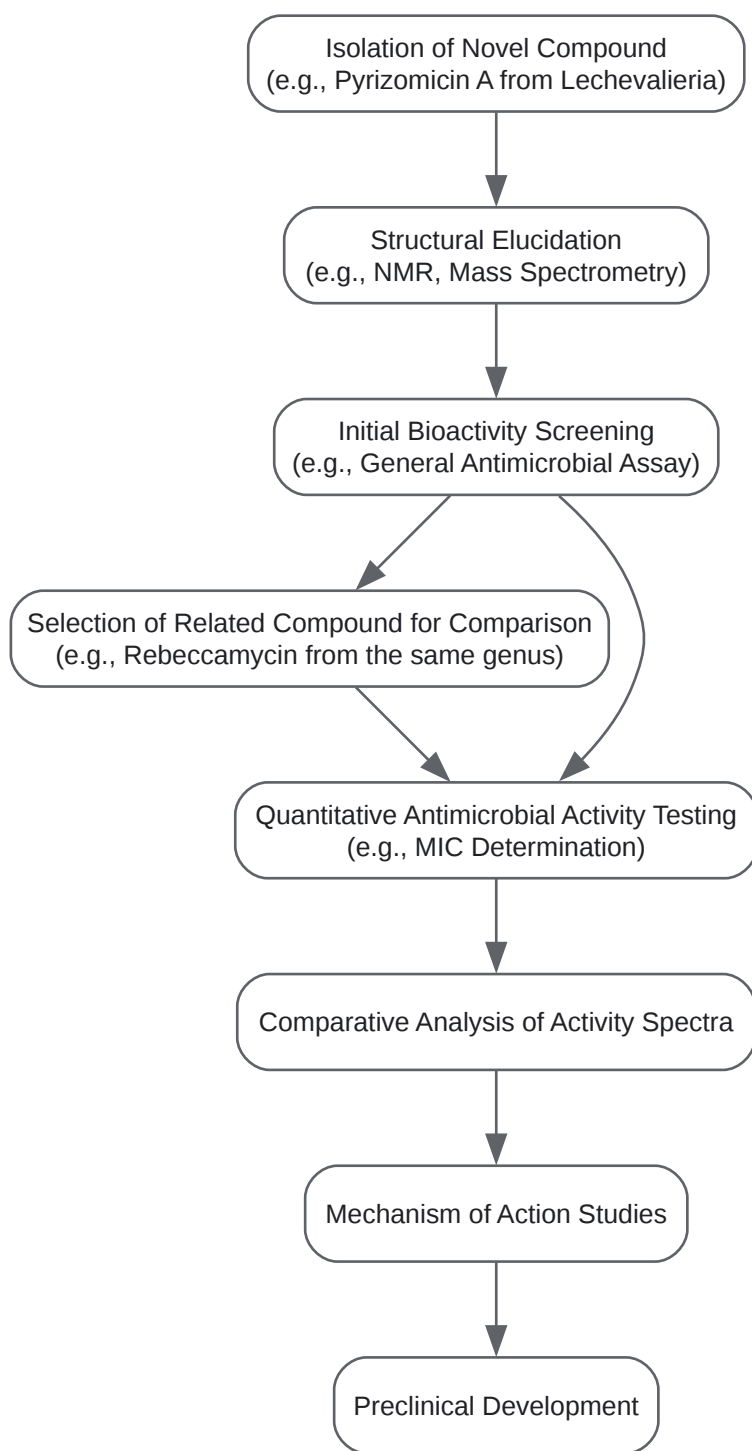 Isolation of Novel Compound
(e.g., Pyrizomicin A from Lechevalieria)
Structural Elucidation
(e.g., NMR, Mass Spectrometry)
Initial Bioactivity Screening
(e.g., General Antimicrobial Assay)
Selection of Related Compound for Comparison
(e.g., Rebeccamycin from the same genus)
Quantitative Antimicrobial Activity Testing
(e.g., MIC Determination)
Comparative Analysis of Activity Spectra
Mechanism of Action Studies
Preclinical Development